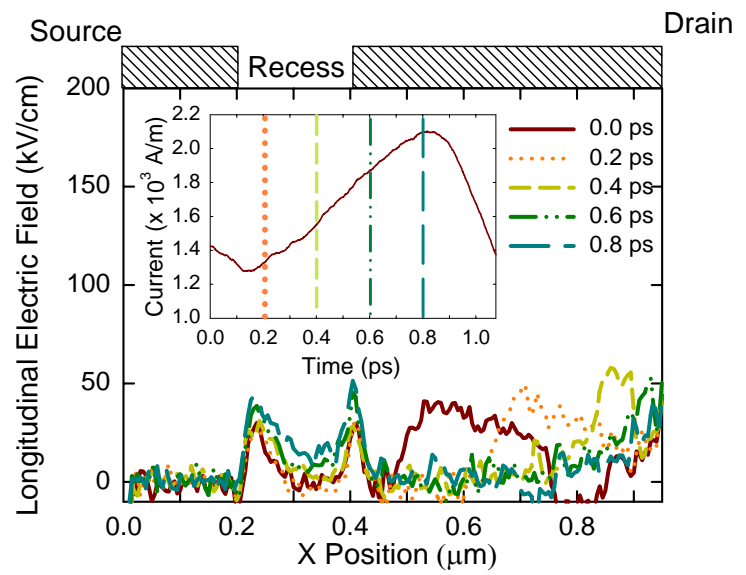 Source
Drain
Recess
200
150
100
50
0
Longitudinal Electric Field (kV/cm)
0.0 0.2 0.4 0.6 0.8
X Position (μm)
2.2
2.0
1.8
1.6
1.4
1.2
1.0
Current (x 10³ A/m)
0.0 0.2 0.4 0.6 0.8 1.0
Time (ps)
0.0 ps
0.2 ps
0.4 ps
0.6 ps
0.8 ps